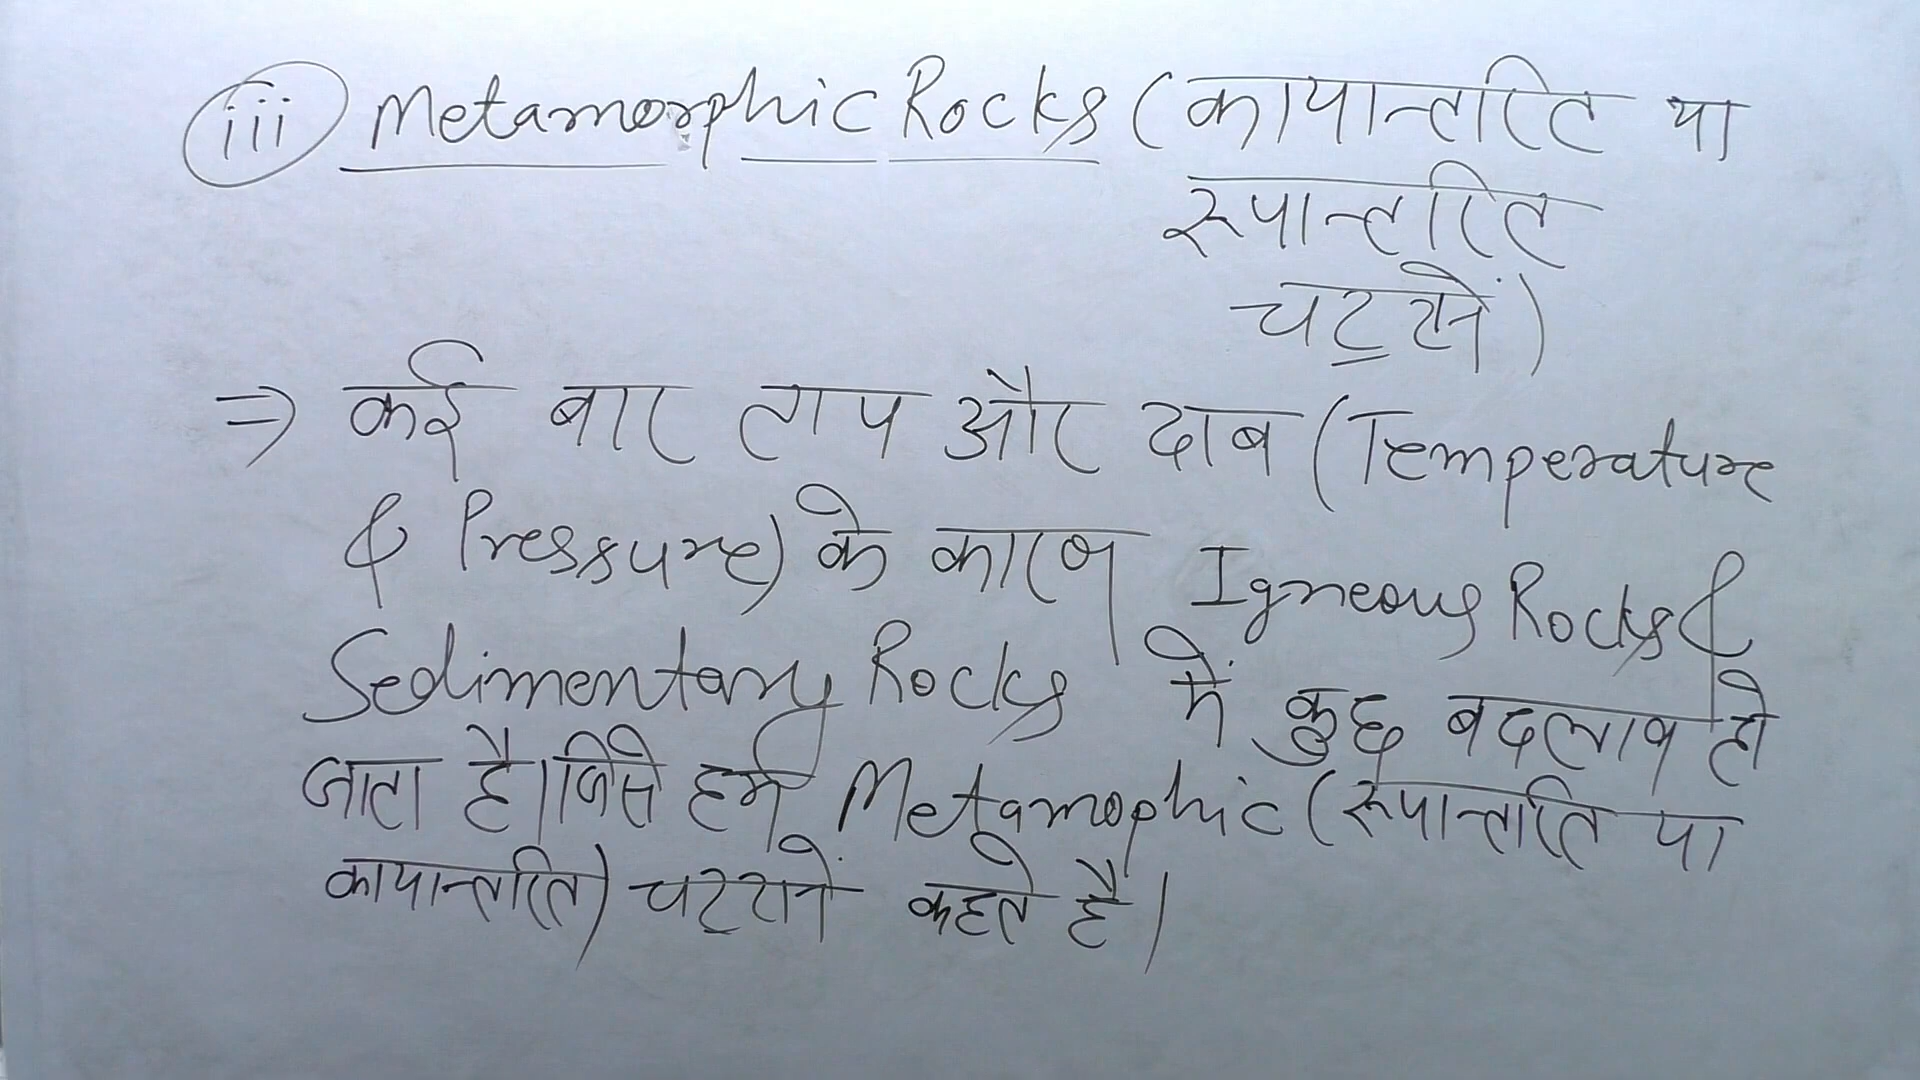 iii Metamorphic Rocks (कायान्तरित या
रूपान्तरित
चट्टानें)
⇒ कई बार ताप और दाब (Temperature
& Pressure) के कारण Igneous Rocks &
Sedimentary Rocks में कुछ बदलाव हो
जाता है। जिसे हम Metamophic (रूपान्तरित या
कायान्तरित) चट्टानें कहते है।